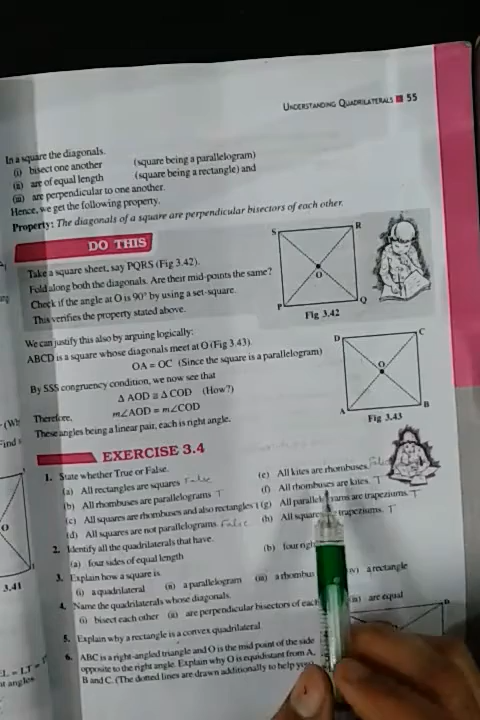 UNDERSTANDING QUADRILATERALS 55
In a square the diagonals.
(i) bisect one another (square being a parallelogram)
(ii) are of equal length (square being a rectangle) and
(iii) are perpendicular to one another.
Hence, we get the following property.
Property: The diagonals of a square are perpendicular bisectors of each other.
DO THIS
Take a square sheet, say PQRS (Fig 3.42).
Fold along both the diagonals. Are their mid-points the same?
Check if the angle at O is 90° by using a set-square.
This verifies the property stated above.
S R
O
P Q
Fig 3.42
We can justify this also by arguing logically:
ABCD is a square whose diagonals meet at O (Fig 3.43).
OA = OC (Since the square is a parallelogram)
By SSS congruency condition, we now see that
Δ AOD ≅ Δ COD (How?)
Therefore, m∠AOD = m∠COD
These angles being a linear pair, each is right angle.
D C
O
A B
Fig 3.43
EXERCISE 3.4
1. State whether True or False.
(a) All rectangles are squares False
(b) All rhombuses are parallelograms T
(c) All squares are rhombuses and also rectangles
(d) All squares are not parallelograms. False
(e) All kites are rhombuses. False
(f) All rhombuses are kites. T
(g) All parallelograms are trapeziums. T
(h) All squares trapeziums. T
2. Identify all the quadrilaterals that have.
(a) four sides of equal length (b) four
3. Explain how a square is.
(i) a quadrilateral (ii) a parallelogram (iii) a rhombus (iv) a rectangle
4. Name the quadrilaterals whose diagonals.
(i) bisect each other (ii) are perpendicular bisectors of each (iii) are equal
5. Explain why a rectangle is a convex quadrilateral.
6. ABC is a right-angled triangle and O is the mid point of the side
opposite to the right angle. Explain why O is equidistant from A,
B and C. (The dotted lines are drawn additionally to help you)
O
3.41